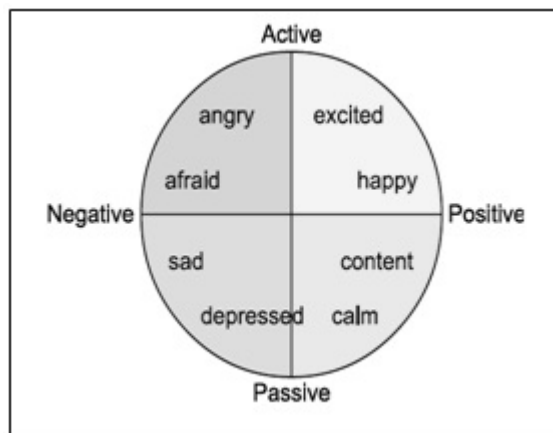 Active
angry excited
afraid happy
Negative Positive
sad content
depressed calm
Passive